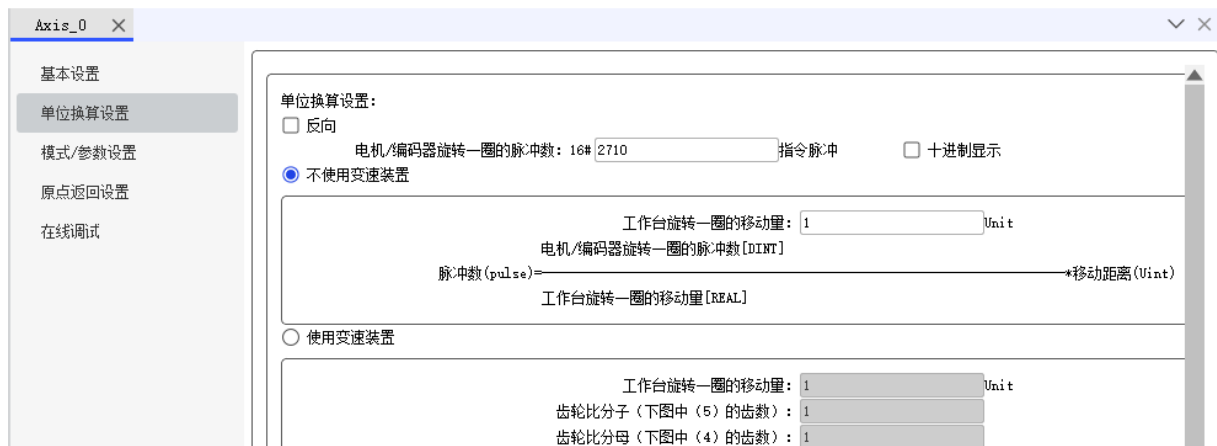 Axis_0
基本设置
单位换算设置
模式/参数设置
原点返回设置
在线调试
单位换算设置：
反向
电机/编码器旋转一圈的脉冲数：16# 2710 指令脉冲 十进制显示
不使用变速装置
工作台旋转一圈的移动量：1 Unit
电机/编码器旋转一圈的脉冲数[DINT]
脉冲数(pulse)= *移动距离(Uint)
工作台旋转一圈的移动量[REAL]
使用变速装置
工作台旋转一圈的移动量：1 Unit
齿轮比分子（下图中（5）的齿数）：1
齿轮比分母（下图中（4）的齿数）：1